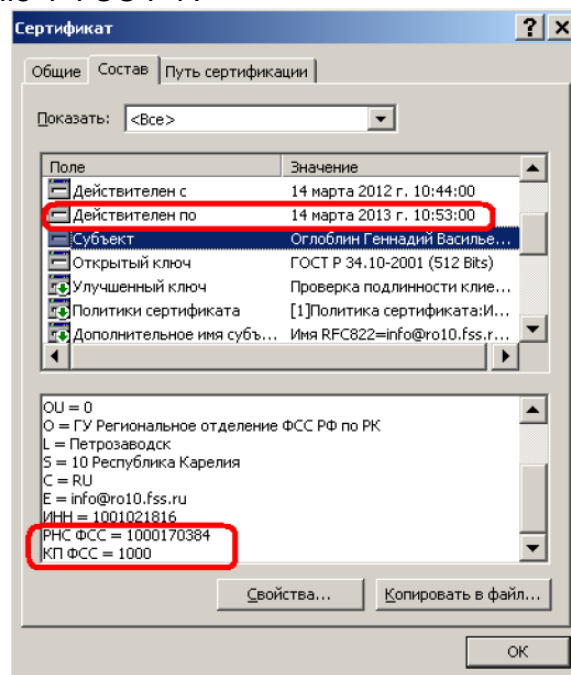 Сертификат
Общие Состав Путь сертификации
Показать: <Все>
Поле Значение
Действителен с 14 марта 2012 г. 10:44:00
Действителен по 14 марта 2013 г. 10:53:00
Субъект Оглоблин Геннадий Василье...
Открытый ключ ГОСТ Р 34.10-2001 (512 Bits)
Улучшенный ключ Проверка подлинности клие...
Политики сертификата [1]Политика сертификата:И...
Дополнительное имя субъ... Имя RFC822=info@ro10.fss.r...
OU = 0
O = ГУ Региональное отделение ФСС РФ по РК
L = Петрозаводск
S = 10 Республика Карелия
C = RU
E = info@ro10.fss.ru
ИНН = 1001021816
РНС ФСС = 1000170384
КП ФСС = 1000
Свойства... Копировать в файл...
ОК